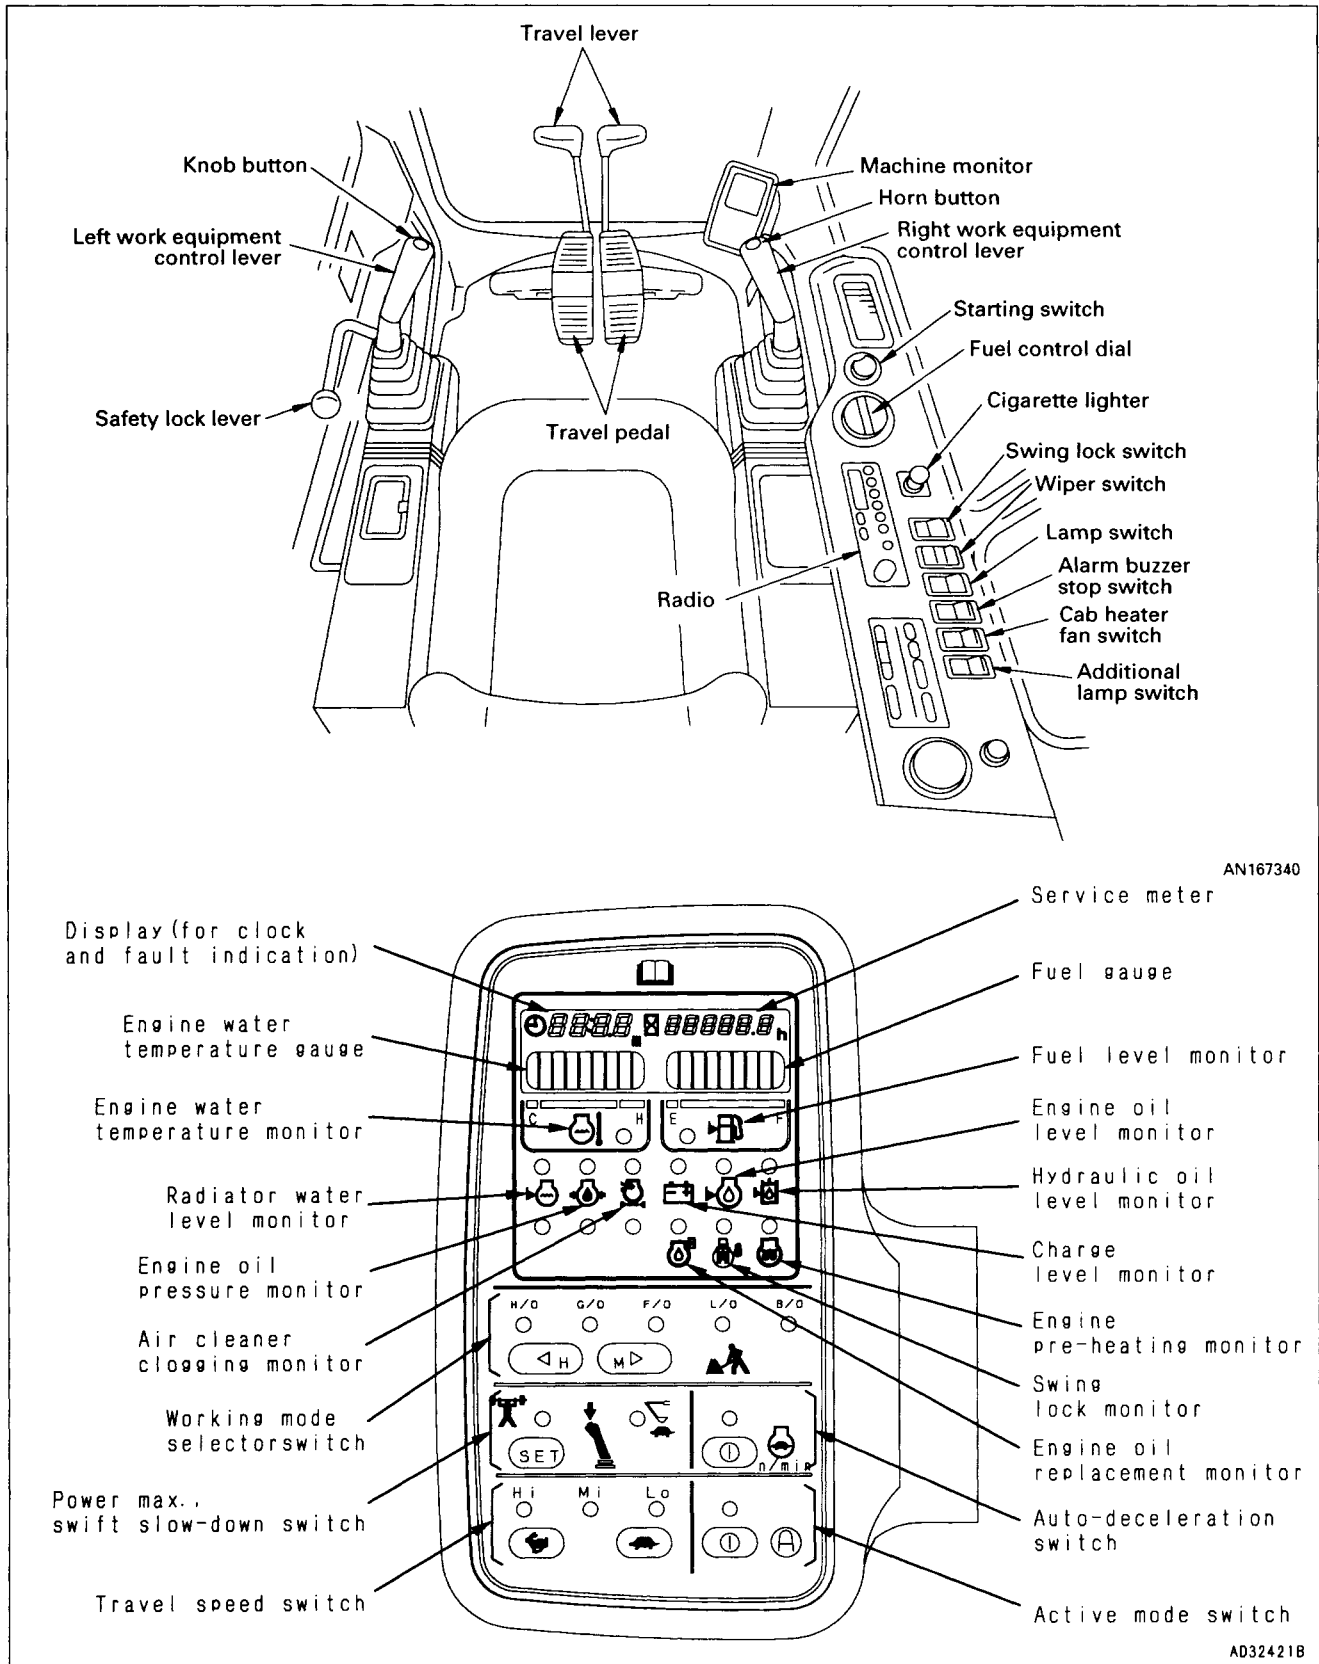 Travel lever
Knob button
Machine monitor
Horn button
Left work equipment
control lever
Right work equipment
control lever
Starting switch
Fuel control dial
Safety lock lever
Travel pedal
Cigarette lighter
Swing lock switch
Wiper switch
Lamp switch
Alarm buzzer
stop switch
Radio
Cab heater
fan switch
Additional
lamp switch
AN167340
Service meter
Display (for clock
and fault indication)
Fuel gauge
Engine water
temperature gauge
88:88
m
88888.8
h
Fuel level monitor
Engine water
temperature monitor
C
H
E
F
Engine oil
level monitor
Radiator water
level monitor
Hydraulic oil
level monitor
Engine oil
pressure monitor
Charge
level monitor
Air cleaner
clogging monitor
H/O
G/O
F/O
L/O
B/O
H
M
Engine
pre-heating monitor
Working mode
selectorswitch
Swing
lock monitor
SET
n/min
Engine oil
replacement monitor
Power max.,
swift slow-down switch
Hi
Mi
Lo
A
Auto-deceleration
switch
Travel speed switch
Active mode switch
AD32421B